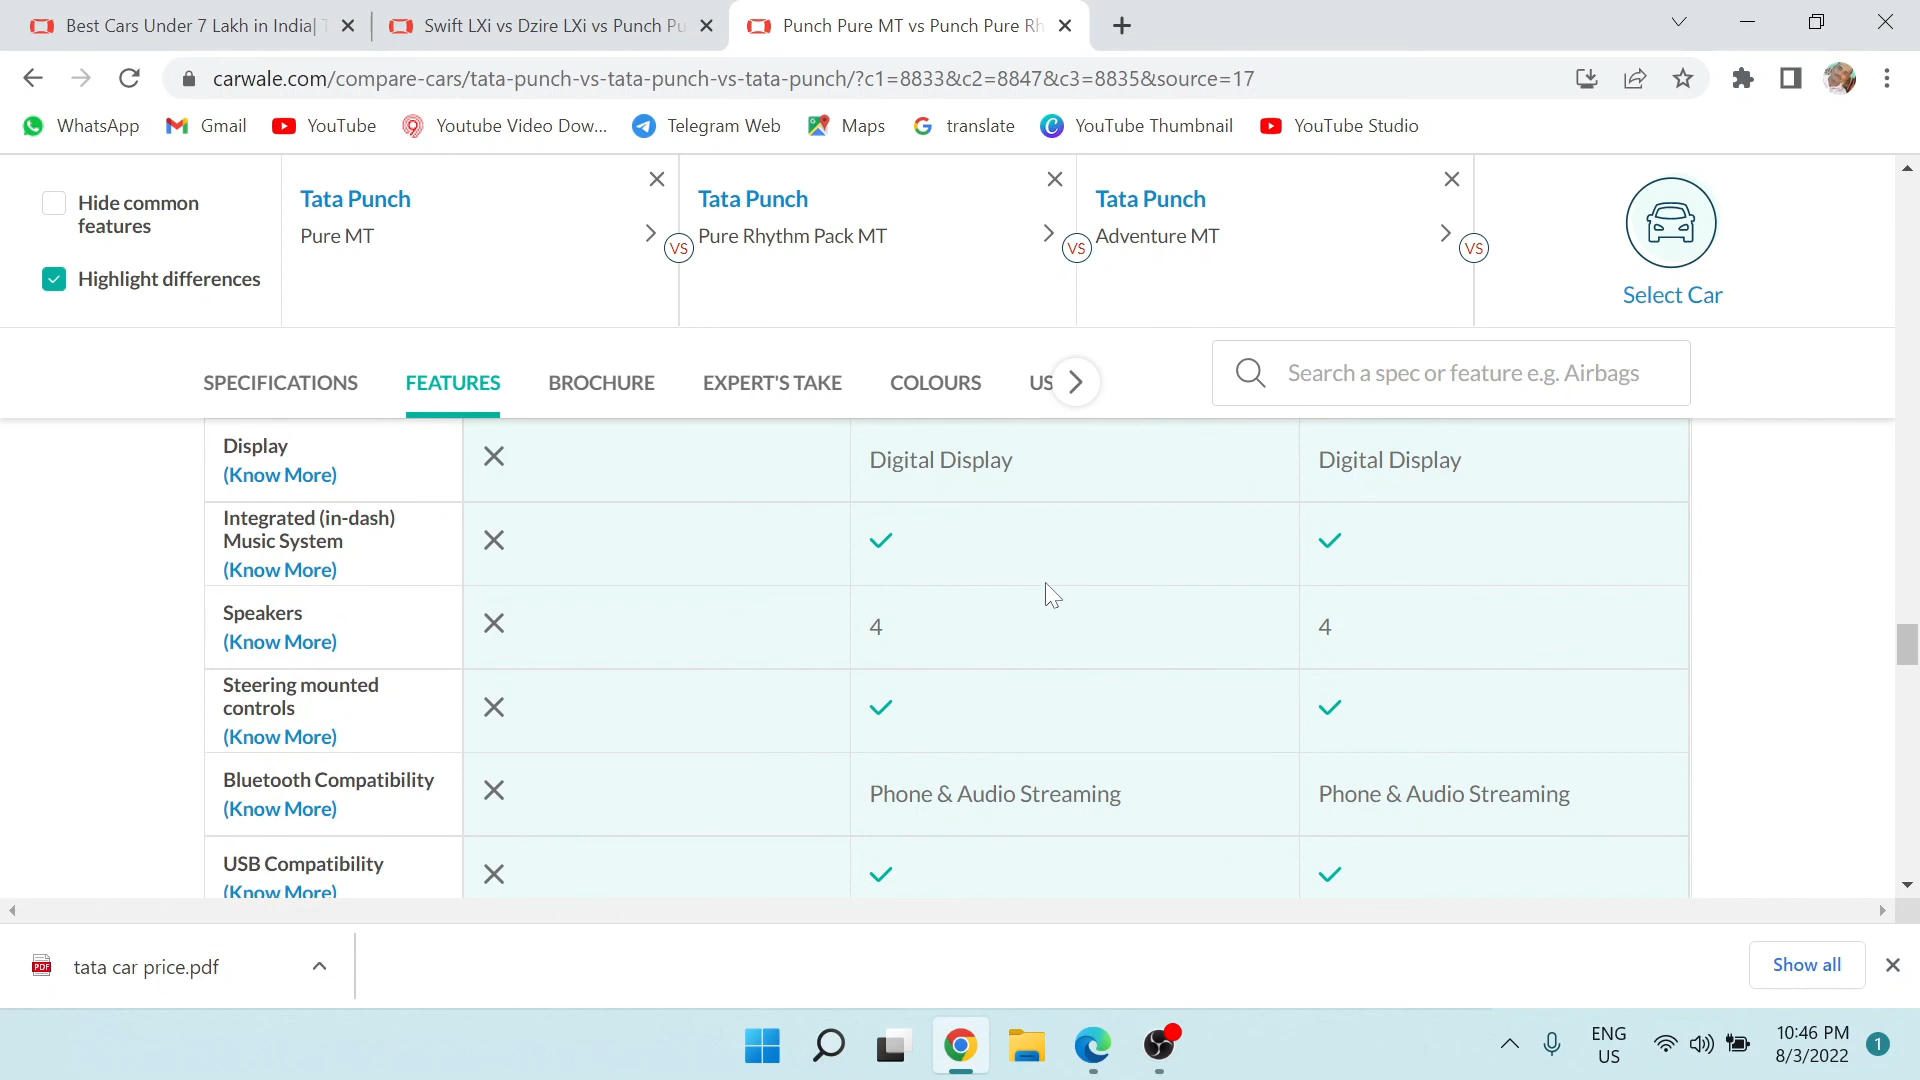 Best Cars Under 7 Lakh in India|
Swift LXi vs Dzire LXi vs Punch Pu
Punch Pure MT vs Punch Pure Rh
carwale.com/compare-cars/tata-punch-vs-tata-punch-vs-tata-punch/?c1=8833&c2=8847&c3=8835&source=17
WhatsApp
Gmail
YouTube
Youtube Video Dow...
Telegram Web
Maps
translate
YouTube Thumbnail
YouTube Studio
Hide common
features
Highlight differences
Tata Punch
Pure MT
VS
Tata Punch
Pure Rhythm Pack MT
VS
Tata Punch
Adventure MT
VS
Select Car
SPECIFICATIONS
FEATURES
BROCHURE
EXPERT'S TAKE
COLOURS
US
Search a spec or feature e.g. Airbags
Display
(Know More)
Digital Display
Digital Display
Integrated (in-dash)
Music System
(Know More)
Speakers
(Know More)
4
4
Steering mounted
controls
(Know More)
Bluetooth Compatibility
(Know More)
Phone & Audio Streaming
Phone & Audio Streaming
USB Compatibility
(Know More)
PDF
tata car price.pdf
Show all
ENG
US
10:46 PM
8/3/2022
1